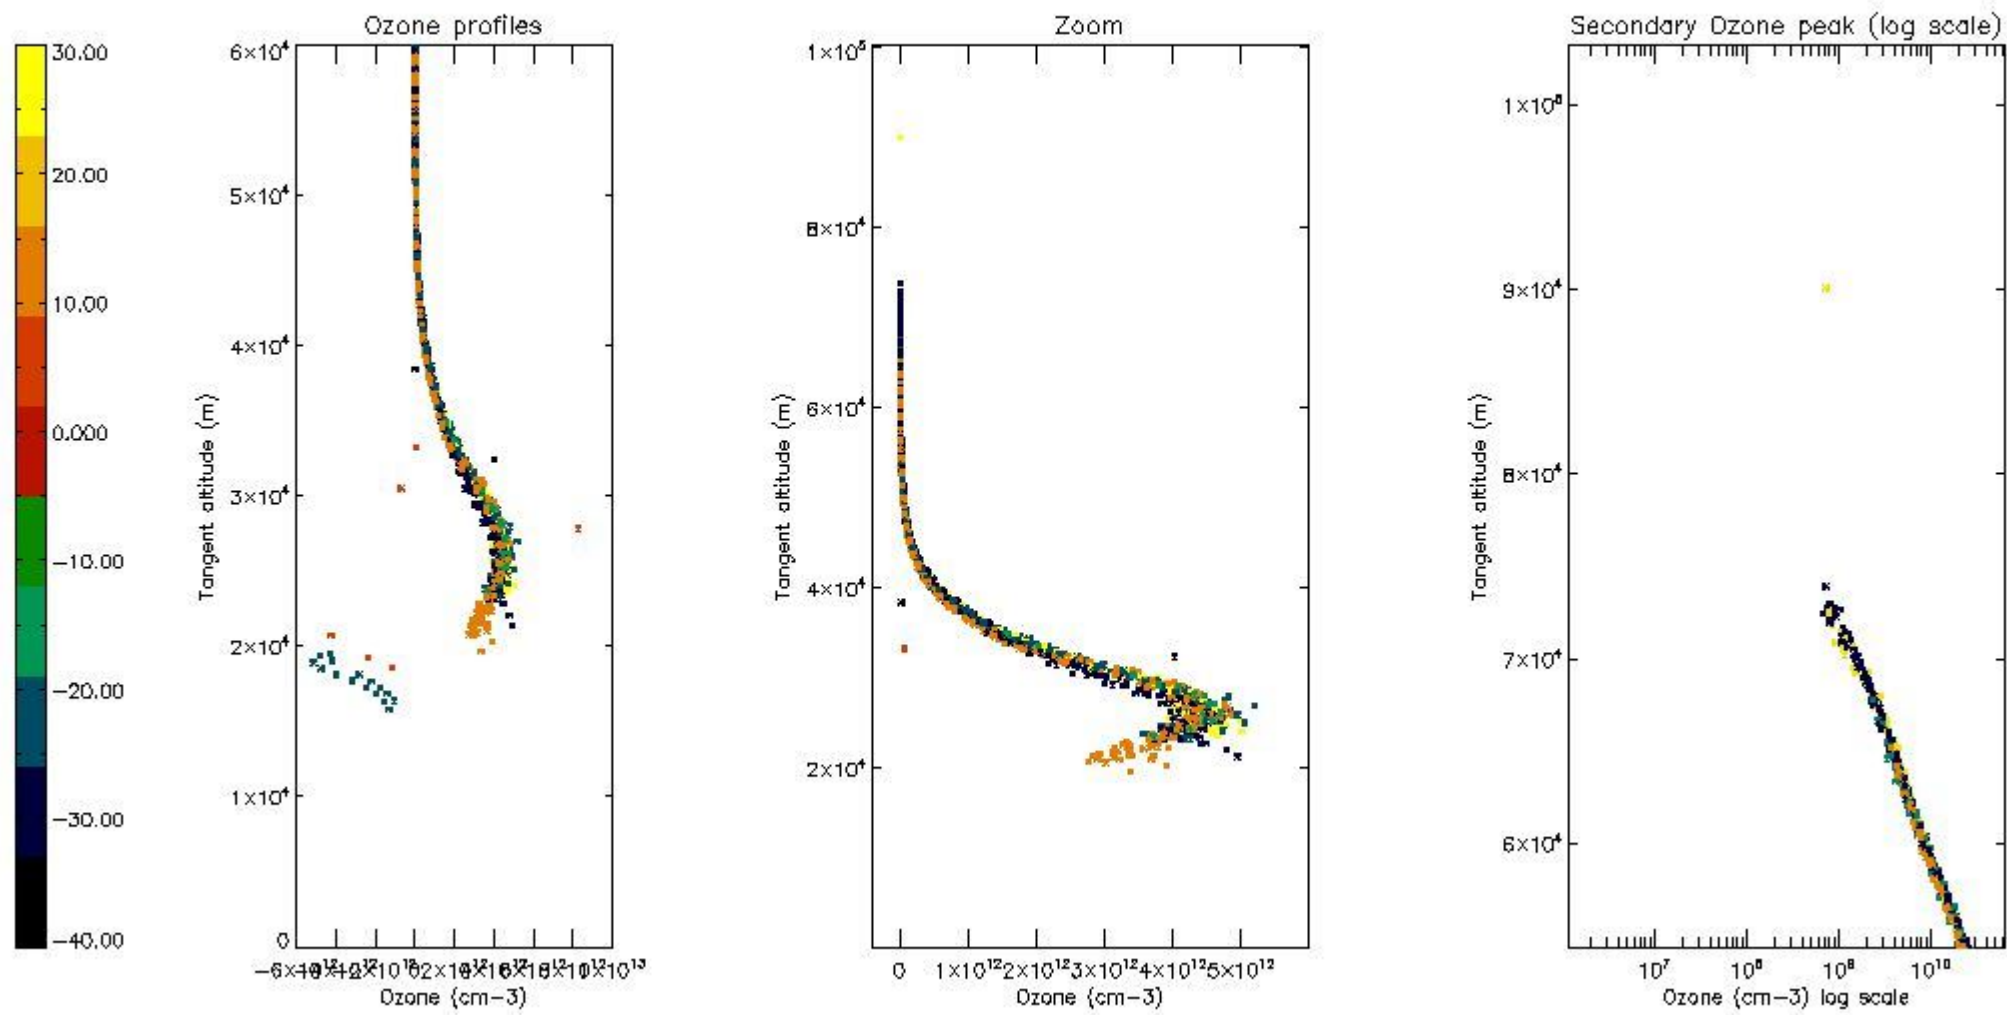 Ozone profiles
Zoom
Secondary Ozone peak (log scale)
30.00
20.00
10.00
0.000
−10.00
−20.00
−30.00
−40.00
6×10⁴
5×10⁴
4×10⁴
3×10⁴
2×10⁴
1×10⁴
0
Tangent altitude (m)
Ozone (cm−3)
1×10⁵
8×10⁴
6×10⁴
4×10⁴
2×10⁴
Tangent altitude (m)
0 1×10¹² 2×10¹² 3×10¹² 4×10¹² 5×10¹²
Ozone (cm−3)
9×10⁴
8×10⁴
7×10⁴
6×10⁴
Tangent altitude (m)
10⁷ 10⁸ 10⁹ 10¹⁰
Ozone (cm−3) log scale